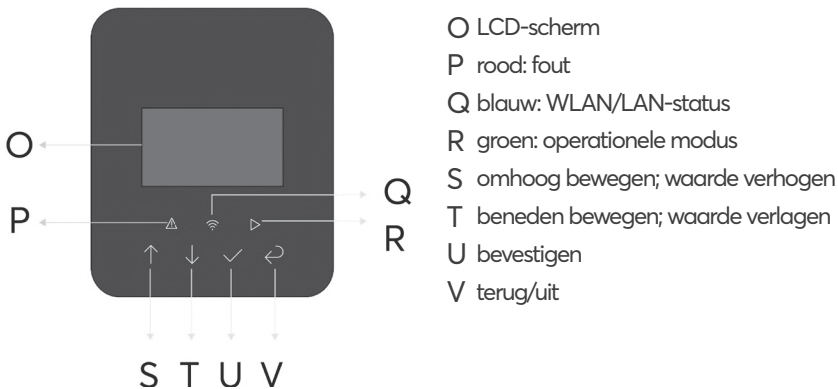 O
P
Q
R
S T U V
O LCD-scherm
P rood: fout
Q blauw: WLAN/LAN-status
R groen: operationele modus
S omhoog bewegen; waarde verhogen
T beneden bewegen; waarde verlagen
U bevestigen
V terug/uit